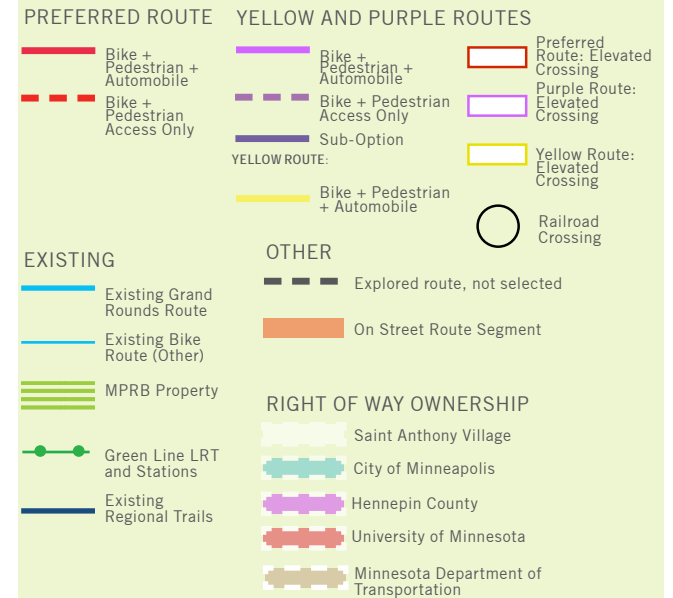 PREFERRED ROUTE
Bike +
Pedestrian +
Automobile
Bike +
Pedestrian
Access Only
YELLOW AND PURPLE ROUTES
Bike +
Pedestrian +
Automobile
Bike + Pedestrian
Access Only
Sub-Option
YELLOW ROUTE:
Bike + Pedestrian
+ Automobile
Preferred
Route: Elevated
Crossing
Purple Route:
Elevated
Crossing
Yellow Route:
Elevated
Crossing
Railroad
Crossing
EXISTING
Existing Grand
Rounds Route
Existing Bike
Route (Other)
MPRB Property
Green Line LRT
and Stations
Existing
Regional Trails
OTHER
Explored route, not selected
On Street Route Segment
RIGHT OF WAY OWNERSHIP
Saint Anthony Village
City of Minneapolis
Hennepin County
University of Minnesota
Minnesota Department of
Transportation